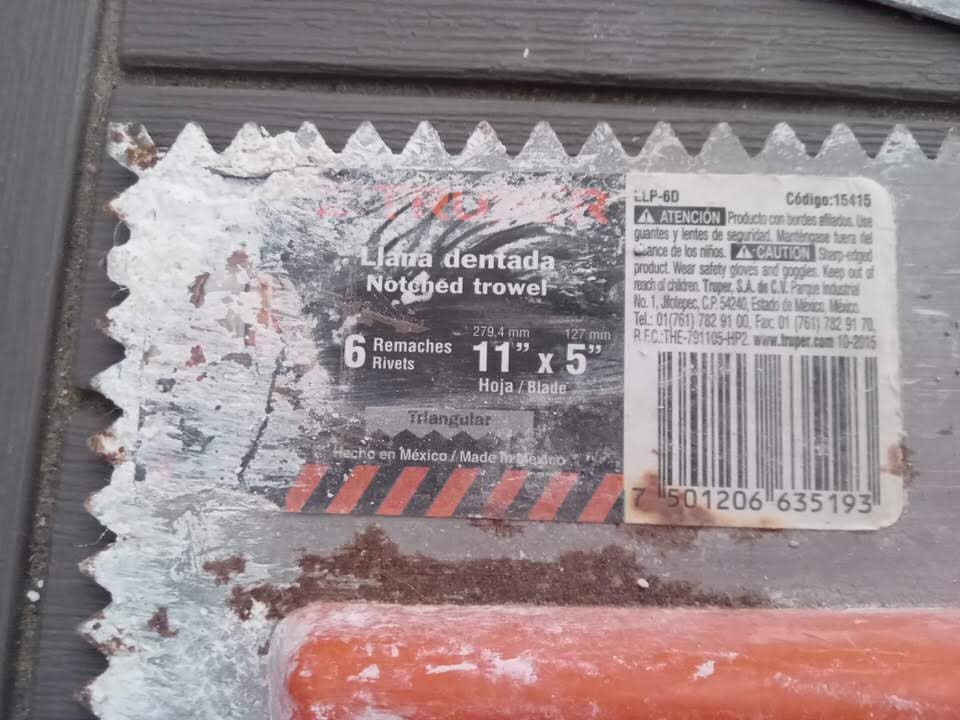 TRUPER
Llana dentada
Notched trowel
6 Remaches
Rivets
279.4 mm 127 mm
11” x 5”
Hoja / Blade
Triangular
Hecho en México / Made in Mexico
LLP-6D Código:15415
ATENCIÓN Producto con bordes afilados. Use
guantes y lentes de seguridad. Manténgase fuera del
alcance de los niños. CAUTION Sharp-edged
product. Wear safety gloves and goggles. Keep out of
reach of children. Truper, S.A. de C.V. Parque Industrial
No. 1, Jilotepec, C.P. 54240, Estado de México, México.
Tel.: 01(761) 782 91 00, Fax: 01 (761) 782 91 70,
R.F.C.:THE-791105-HP2. www.truper.com 10-2015
7 501206 635193